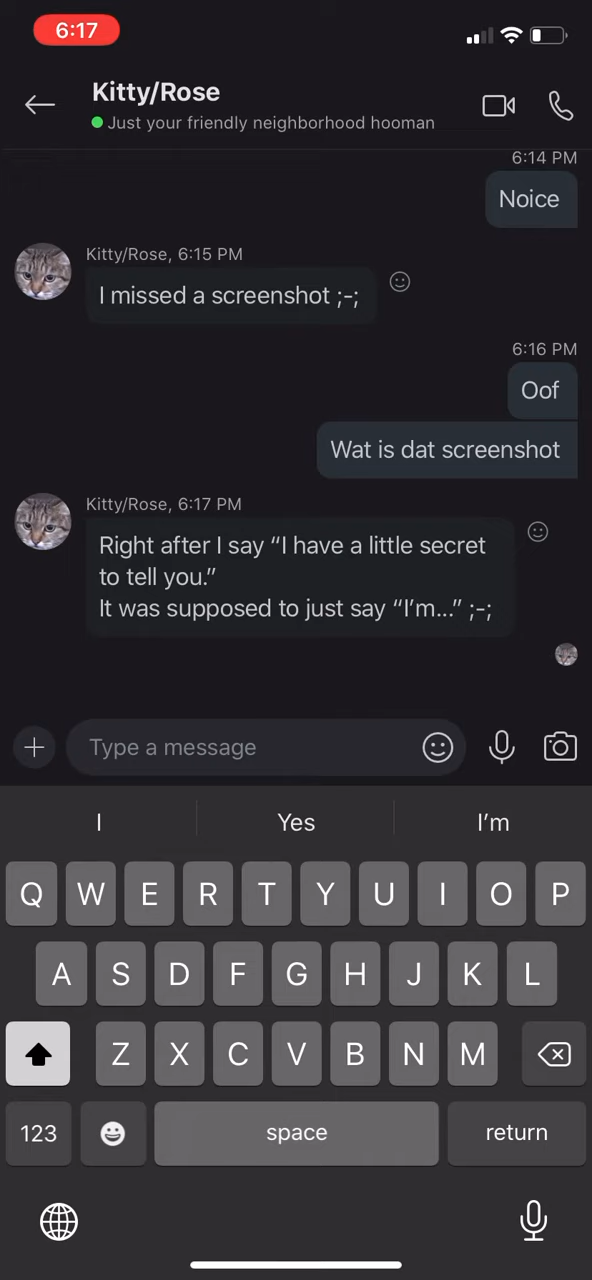 6:17
Kitty/Rose
Just your friendly neighborhood hooman
6:14 PM
Noice
Kitty/Rose, 6:15 PM
I missed a screenshot ;-;
6:16 PM
Oof
Wat is dat screenshot
Kitty/Rose, 6:17 PM
Right after I say “I have a little secret
to tell you.”
It was supposed to just say “I’m...” ;-;
Type a message
I Yes I’m
Q W E R T Y U I O P
A S D F G H J K L
Z X C V B N M
123 space return